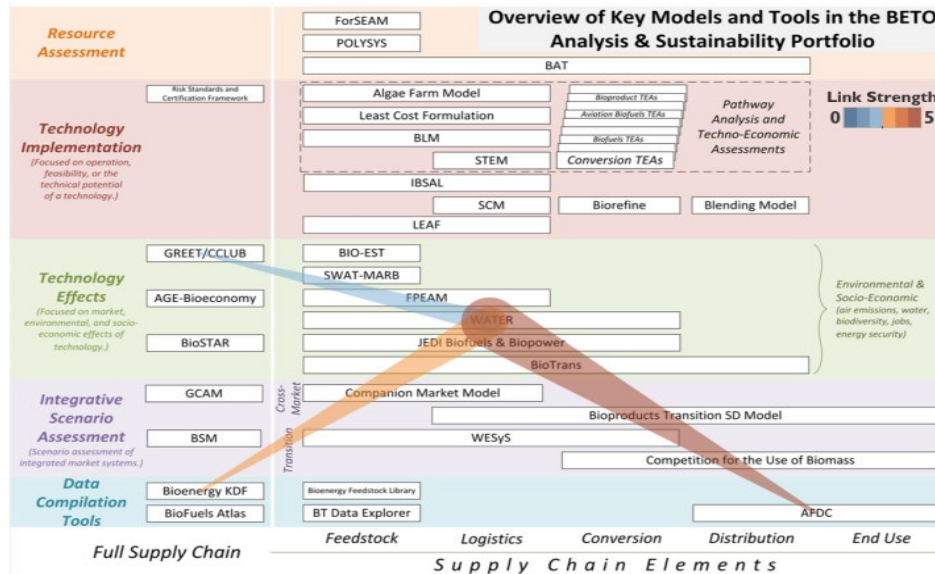 Overview of Key Models and Tools in the BETO
Analysis & Sustainability Portfolio
Resource
Assessment
ForSEAM
POLYSYS
BAT
Technology
Implementation
(Focused on operation,
feasibility, or the
technical potential
of a technology.)
Risk Standards and
Certification Framework
Algae Farm Model
Least Cost Formulation
BLM
STEM
Bioproduct TEAs
Aviation Biofuels TEAs
Biofuels TEAs
Conversion TEAs
Pathway
Analysis and
Techno-Economic
Assessments
Link Strength
0
5
IBSAL
SCM
Biorefine
Blending Model
LEAF
Technology
Effects
(Focused on market,
environmental, and socio-
economic effects of
technology.)
GREET/CCLUB
AGE-Bioeconomy
BioSTAR
BIO-EST
SWAT-MARB
FPEAM
WATER
JEDI Biofuels & Biopower
BioTrans
Environmental &
Socio-Economic
(air emissions, water,
biodiversity, jobs,
energy security)
Integrative
Scenario
Assessment
(Scenario assessment of
integrated market systems.)
GCAM
BSM
Cross-
Market
Transition
Companion Market Model
Bioproducts Transition SD Model
WESyS
Competition for the Use of Biomass
Data
Compilation
Tools
Bioenergy KDF
BioFuels Atlas
Bioenergy Feedstock Library
BT Data Explorer
AFDC
Full Supply Chain
Feedstock
Logistics
Conversion
Distribution
End Use
Supply Chain Elements